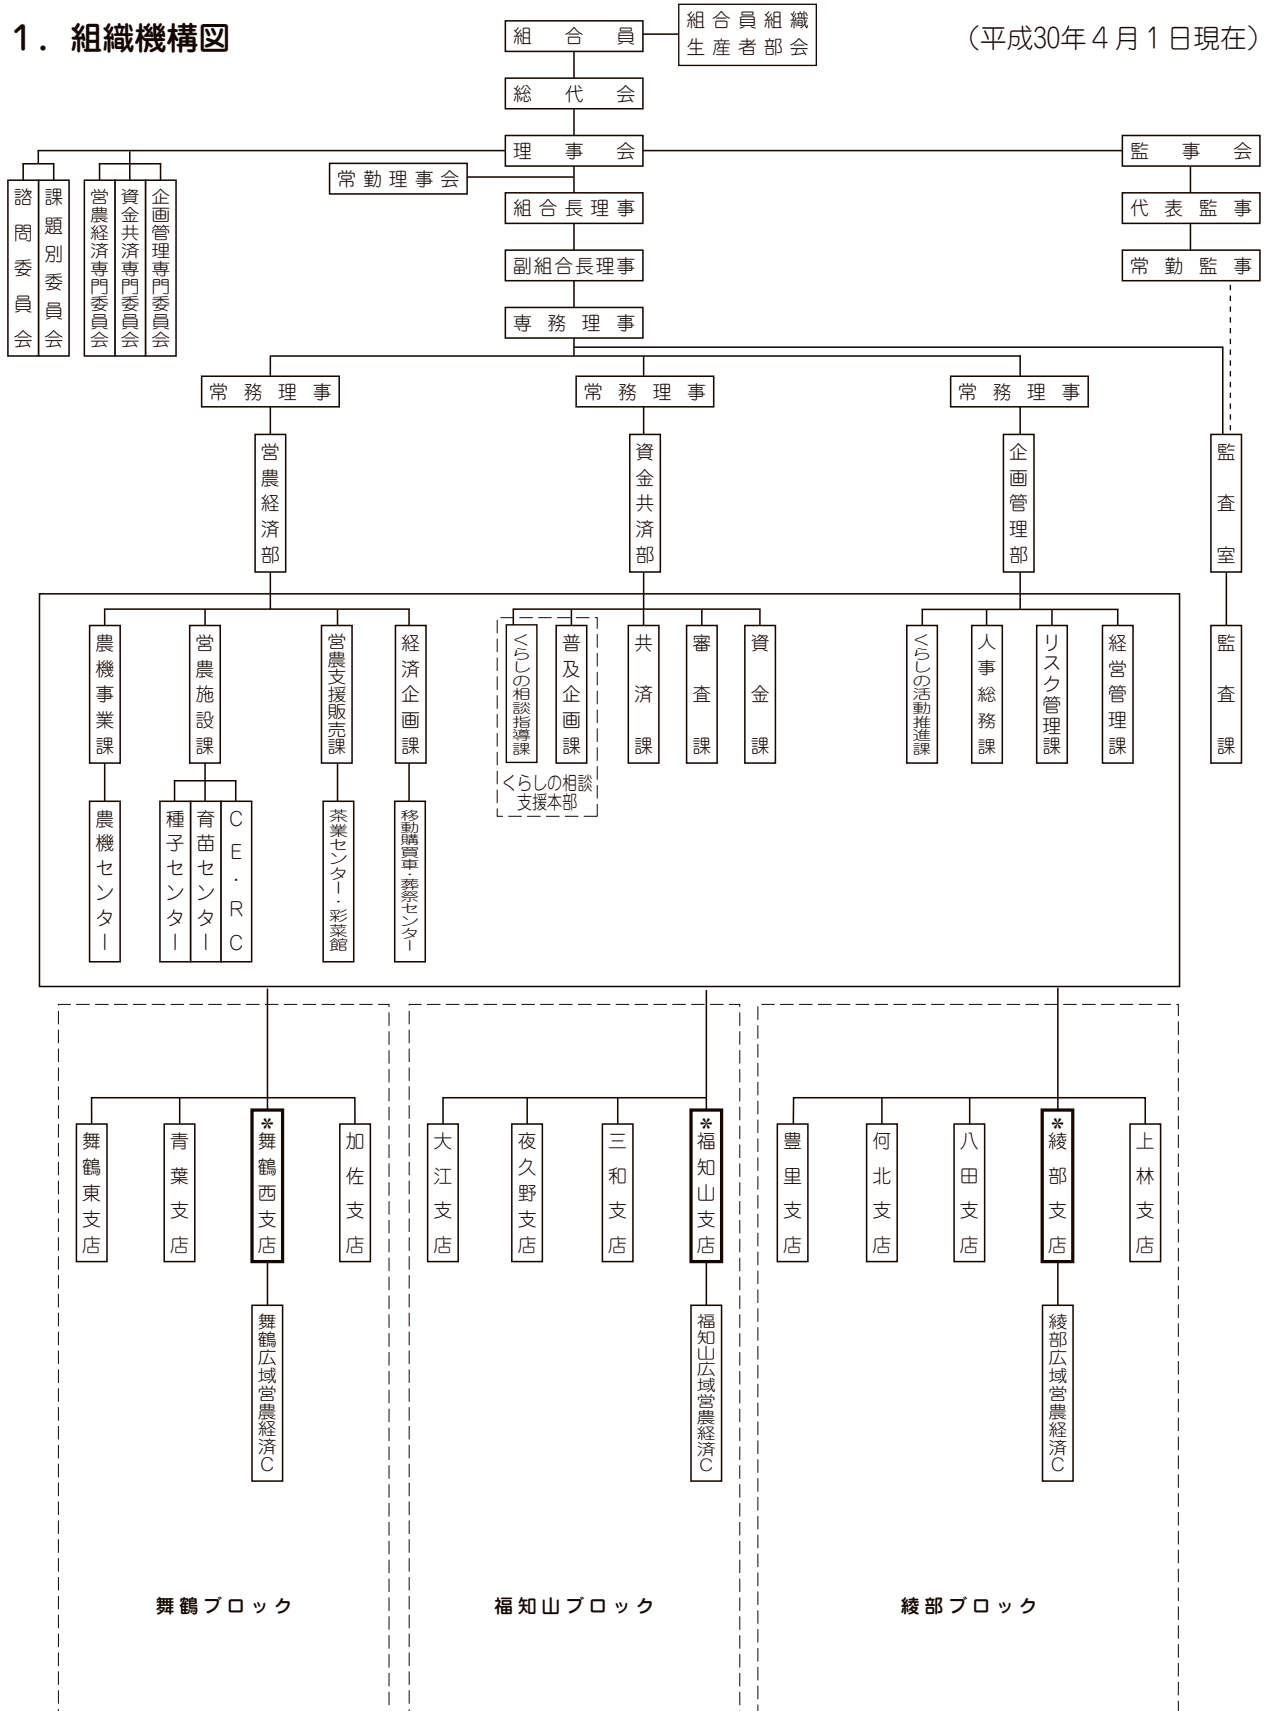 1．組織機構図
（平成30年４月１日現在）
組合員
組合員組織
生産者部会
総代会
理事会
監事会
常勤理事会
組合長理事
代表監事
副組合長理事
常勤監事
専務理事
諮問委員会
課題別委員会
営農経済専門委員会
資金共済専門委員会
企画管理専門委員会
常務理事
常務理事
常務理事
営農経済部
資金共済部
企画管理部
監査室
農機事業課
営農施設課
営農支援販売課
経済企画課
くらしの相談指導課
普及企画課
共済課
審査課
資金課
くらしの活動推進課
人事総務課
リスク管理課
経営管理課
監査課
くらしの相談
支援本部
農機センター
種子センター
育苗センター
CE・RC
茶業センター・彩菜館
移動購買車・葬祭センター
舞鶴東支店
青葉支店
*舞鶴西支店
加佐支店
大江支店
夜久野支店
三和支店
*福知山支店
豊里支店
何北支店
八田支店
*綾部支店
上林支店
舞鶴広域営農経済C
福知山広域営農経済C
綾部広域営農経済C
舞鶴ブロック
福知山ブロック
綾部ブロック